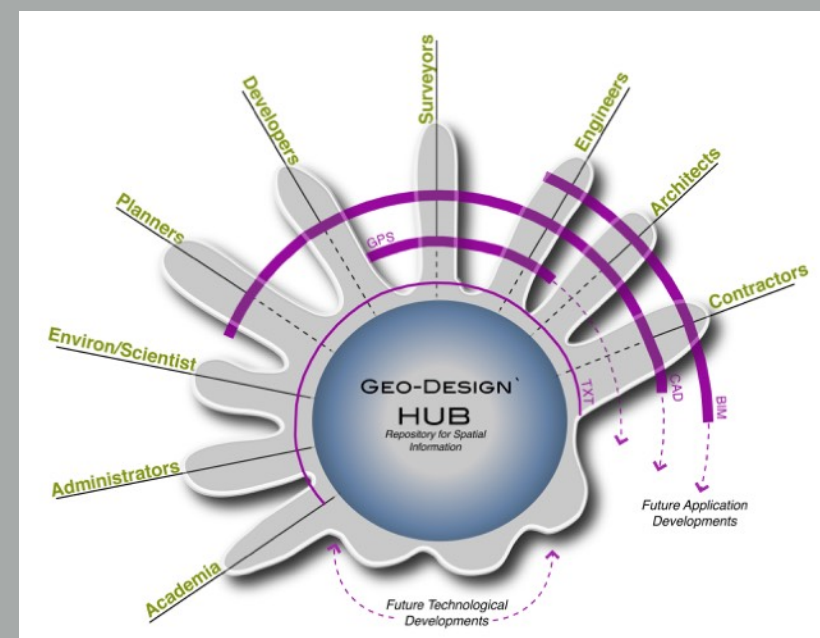 Surveyors
Developers
Engineers
Planners
Architects
GPS
Contractors
Environ/Scientist
GEO-DESIGN'
HUB
Repository for Spatial
Information
TXT
CAD
BIM
Administrators
Future Application
Developments
Academia
Future Technological
Developments